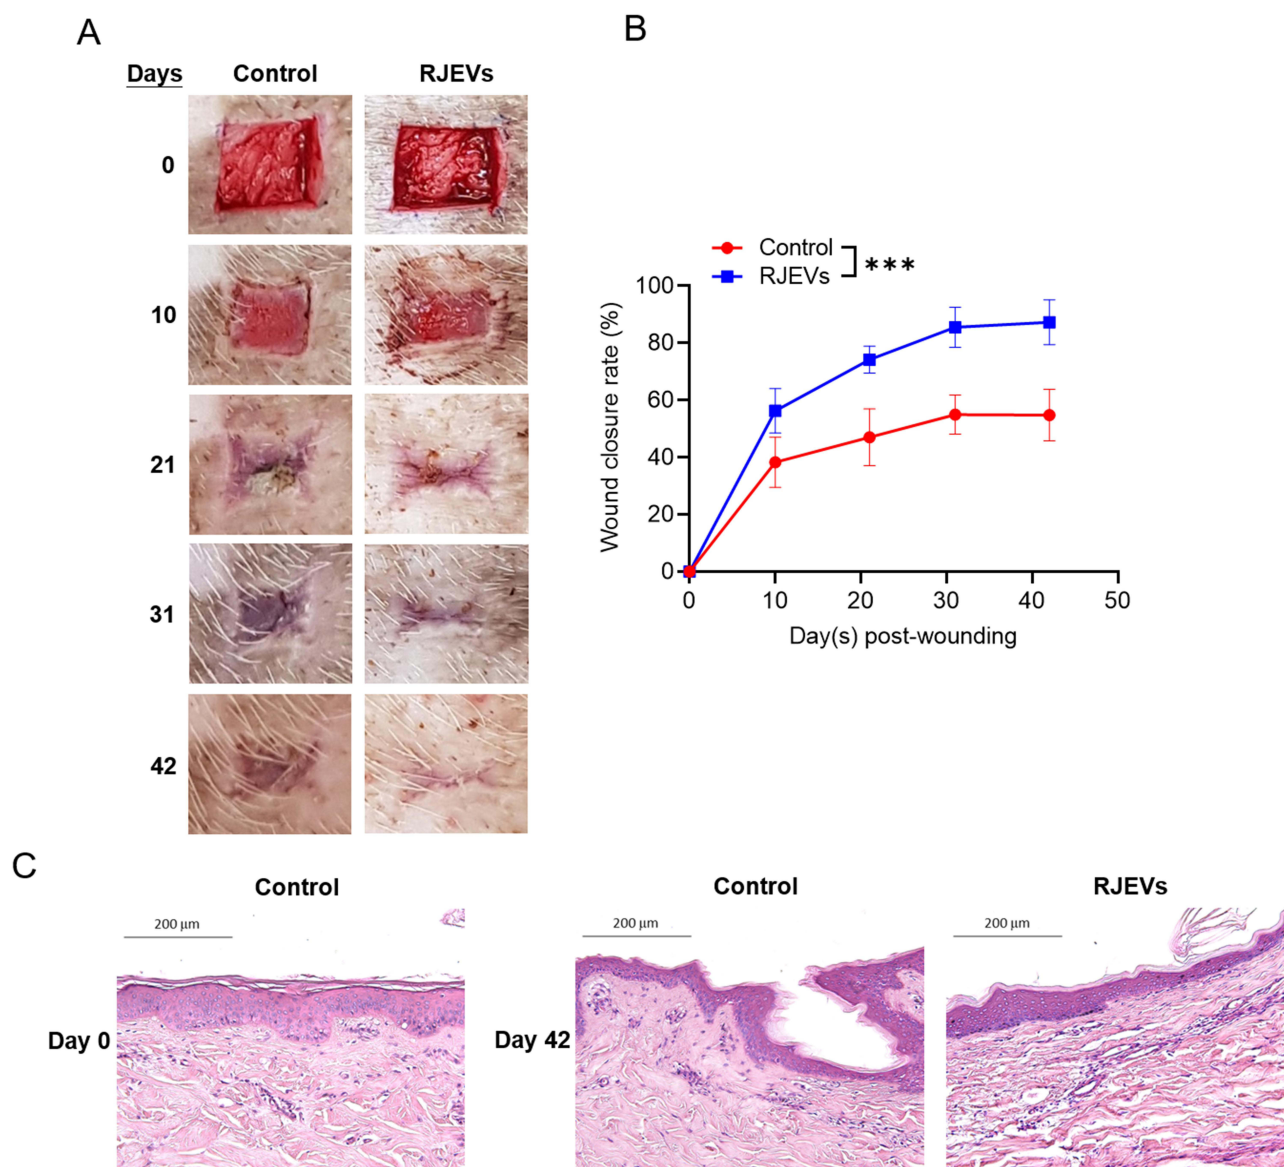 A
Days Control RJEVs
0
10
21
31
42
B
Control
RJEVs
***
Wound closure rate (%)
100
80
60
40
20
0
0 10 20 30 40 50
Day(s) post-wounding
C
Control Control RJEVs
200 µm 200 µm 200 µm
Day 0 Day 42